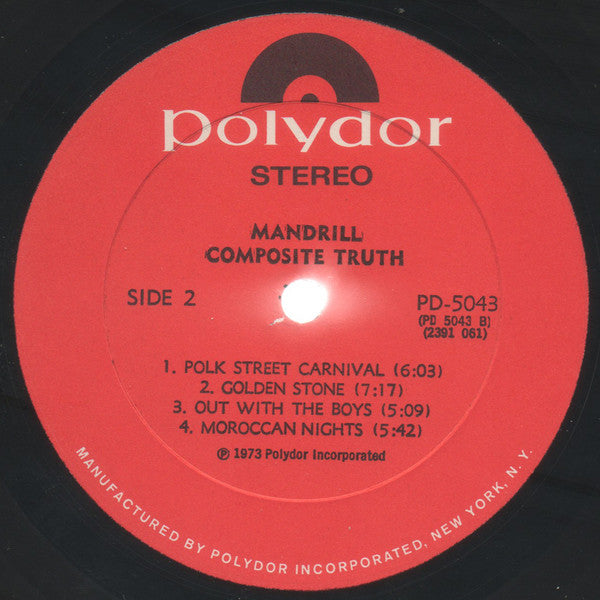 polydor
STEREO
MANDRILL
COMPOSITE TRUTH
SIDE 2
PD-5043
(PD 5043 B)
(2391 061)
1. POLK STREET CARNIVAL (6:03)
2. GOLDEN STONE (7:17)
3. OUT WITH THE BOYS (5:09)
4. MOROCCAN NIGHTS (5:42)
℗ 1973 Polydor Incorporated
MANUFACTURED BY POLYDOR INCORPORATED, NEW YORK, N. Y.